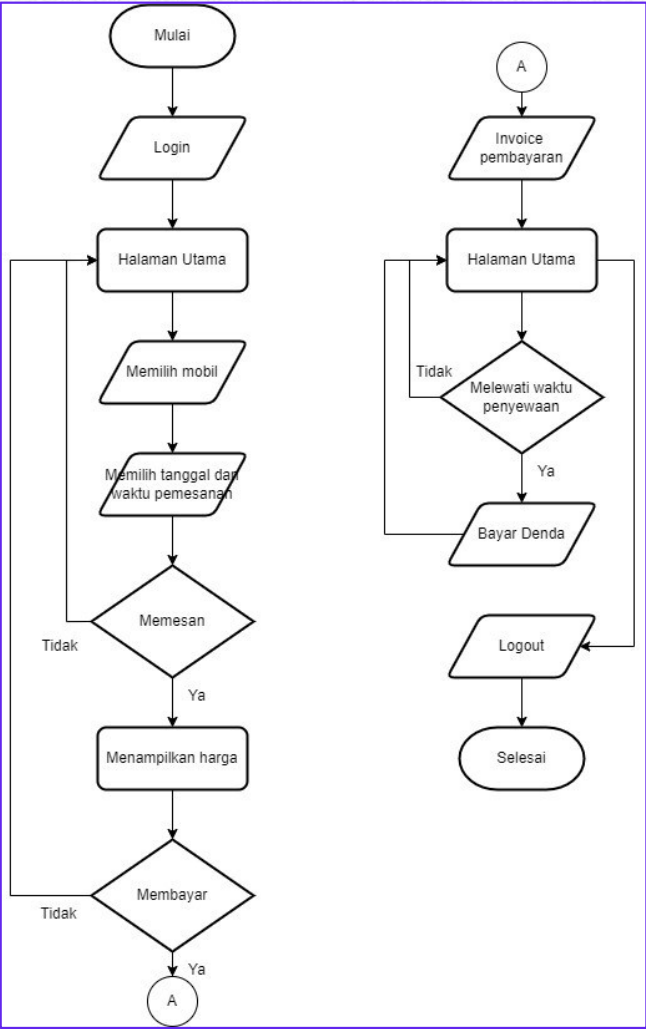 Mulai
Login
Halaman Utama
Memilih mobil
Memilih tanggal dan
waktu pemesanan
Memesan
Tidak
Ya
Menampilkan harga
Membayar
Tidak
Ya
A
A
Invoice
pembayaran
Halaman Utama
Tidak
Melewati waktu
penyewaan
Ya
Bayar Denda
Logout
Selesai